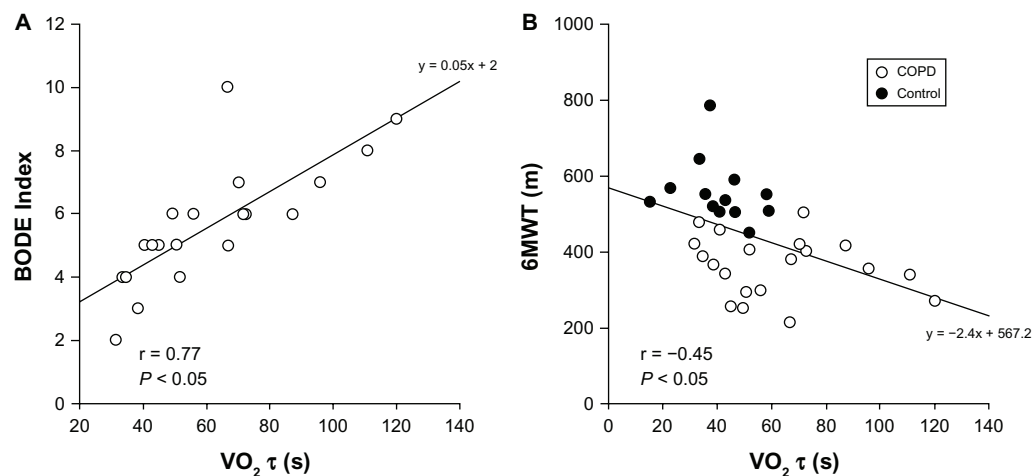 A
12
10
8
6
4
2
0
BODE Index
y = 0.05x + 2
r = 0.77
P < 0.05
20 40 60 80 100 120 140
VO₂ τ (s)
B
1000
800
600
400
200
0
6MWT (m)
COPD
Control
y = −2.4x + 567.2
r = −0.45
P < 0.05
0 20 40 60 80 100 120 140
VO₂ τ (s)